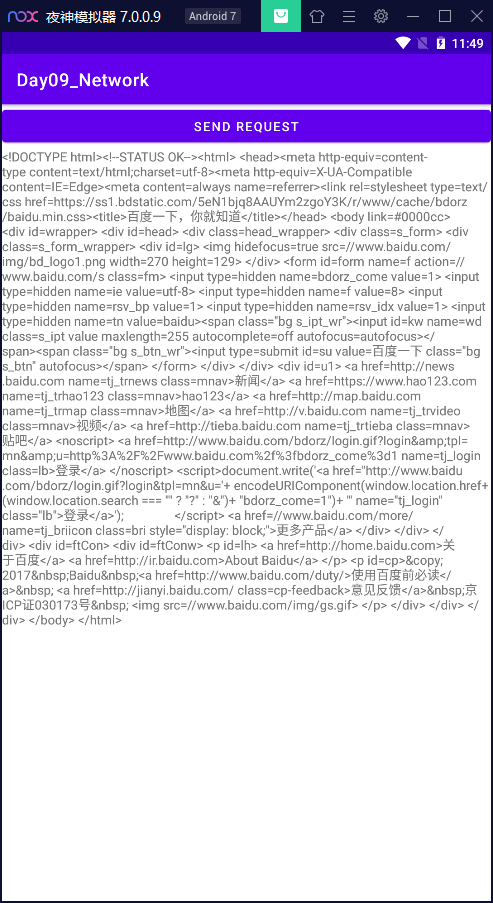 nox 夜神模拟器 7.0.0.9 Android 7
11:49
Day09_Network
SEND REQUEST
<!DOCTYPE html><!--STATUS OK--><html> <head><meta http-equiv=content-
type content=text/html;charset=utf-8><meta http-equiv=X-UA-Compatible
content=IE=Edge><meta content=always name=referrer><link rel=stylesheet type=text/
css href=https://ss1.bdstatic.com/5eN1bjq8AAUYm2zgoY3K/r/www/cache/bdorz
/baidu.min.css><title>百度一下，你就知道</title></head> <body link=#0000cc>
<div id=wrapper> <div id=head> <div class=head_wrapper> <div class=s_form> <div
class=s_form_wrapper> <div id=lg> <img hidefocus=true src=//www.baidu.com/
img/bd_logo1.png width=270 height=129> </div> <form id=form name=f action=//
www.baidu.com/s class=fm> <input type=hidden name=bdorz_come value=1> <input
type=hidden name=ie value=utf-8> <input type=hidden name=f value=8> <input
type=hidden name=rsv_bp value=1> <input type=hidden name=rsv_idx value=1> <input
type=hidden name=tn value=baidu><span class="bg s_ipt_wr"><input id=kw name=wd
class=s_ipt value maxlength=255 autocomplete=off autofocus=autofocus></
span><span class="bg s_btn_wr"><input type=submit id=su value=百度一下 class="bg
s_btn" autofocus></span> </form> </div> </div> <div id=u1> <a href=http://news
.baidu.com name=tj_trnews class=mnav>新闻</a> <a href=https://www.hao123.com
name=tj_trhao123 class=mnav>hao123</a> <a href=http://map.baidu.com
name=tj_trmap class=mnav>地图</a> <a href=http://v.baidu.com name=tj_trvideo
class=mnav>视频</a> <a href=http://tieba.baidu.com name=tj_trtieba class=mnav>
贴吧</a> <noscript> <a href=http://www.baidu.com/bdorz/login.gif?login&amp;tpl=
mn&amp;u=http%3A%2F%2Fwww.baidu.com%2f%3fbdorz_come%3d1 name=tj_login
class=lb>登录</a> </noscript> <script>document.write('<a href="http://www.baidu
.com/bdorz/login.gif?login&tpl=mn&u='+ encodeURIComponent(window.location.href+
(window.location.search === "" ? "?" : "&")+ "bdorz_come=1")+ '" name="tj_login"
class="lb">登录</a>'); </script> <a href=//www.baidu.com/more/
name=tj_briicon class=bri style="display: block;">更多产品</a> </div> </div> </
div> <div id=ftCon> <div id=ftConw> <p id=lh> <a href=http://home.baidu.com>关
于百度</a> <a href=http://ir.baidu.com>About Baidu</a> </p> <p id=cp>&copy;
2017&nbsp;Baidu&nbsp;<a href=http://www.baidu.com/duty/>使用百度前必读</
a>&nbsp; <a href=http://jianyi.baidu.com/ class=cp-feedback>意见反馈</a>&nbsp;京
ICP证030173号&nbsp; <img src=//www.baidu.com/img/gs.gif> </p> </div> </div> </
div> </body> </html>